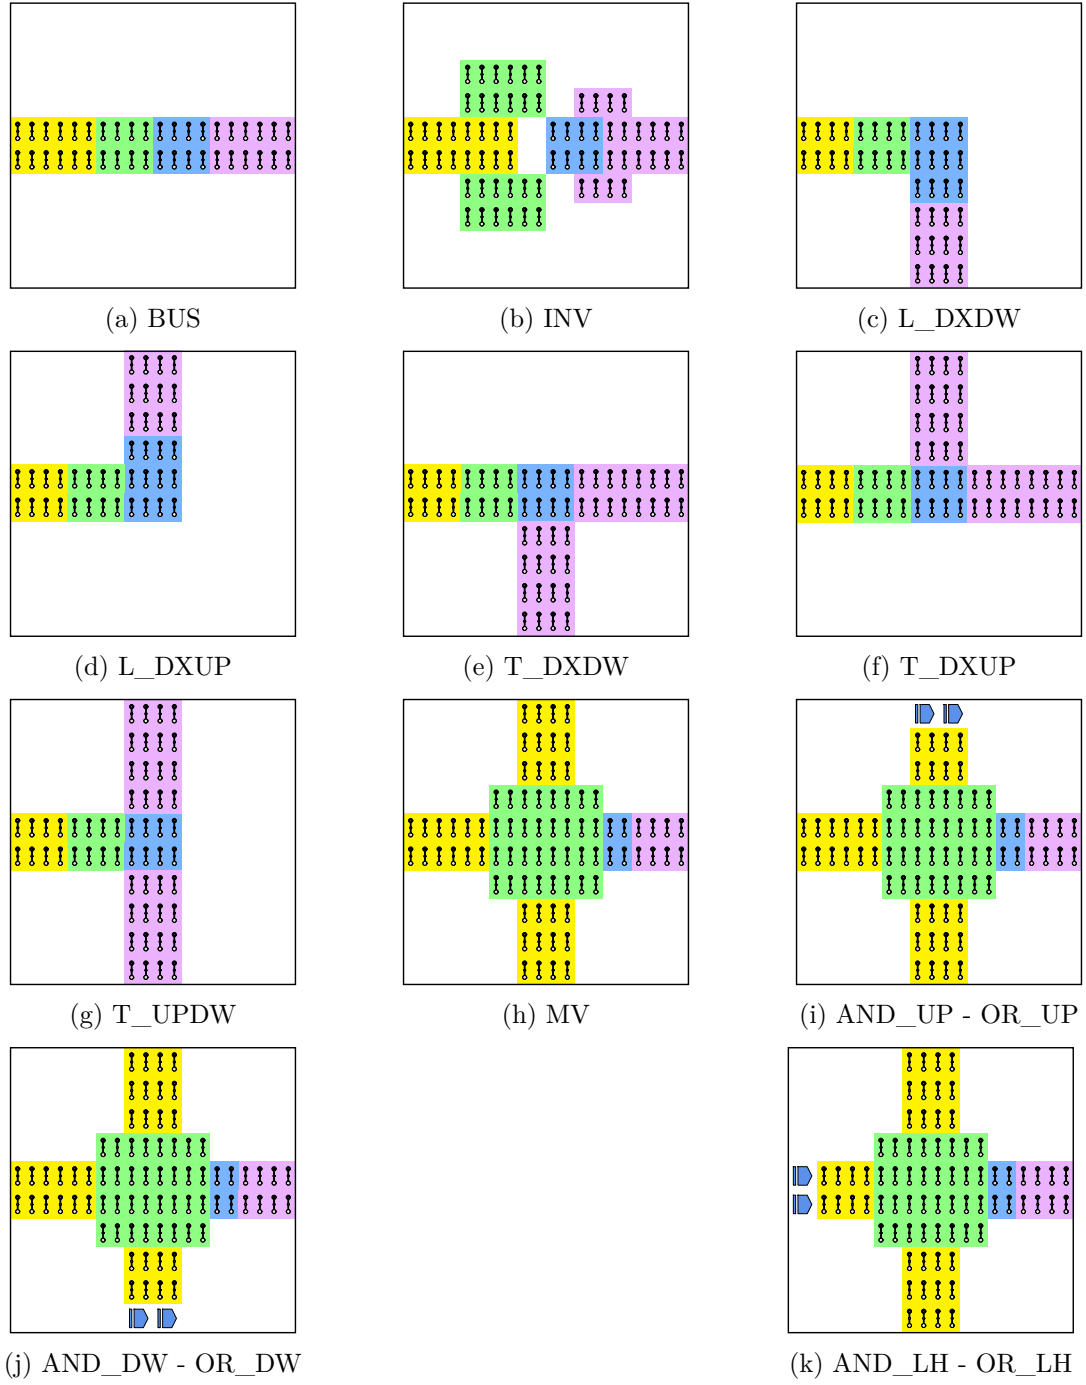 (a) BUS
(b) INV
(c) L_DXDW
(d) L_DXUP
(e) T_DXDW
(f) T_DXUP
(g) T_UPDW
(h) MV
(i) AND_UP - OR_UP
(j) AND_DW - OR_DW
(k) AND_LH - OR_LH